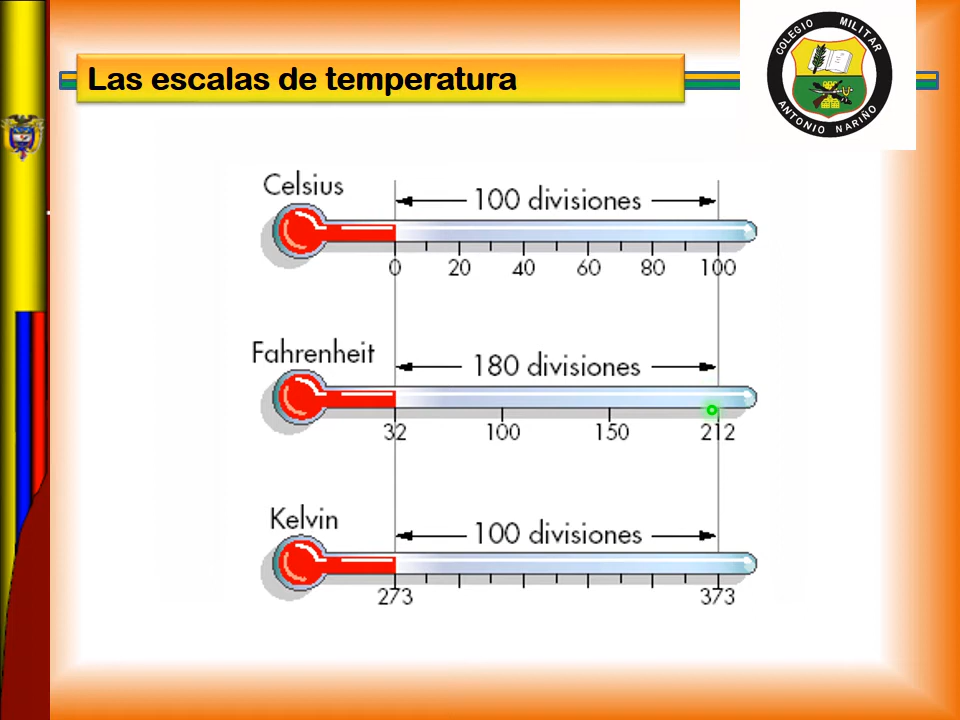 COLEGIO MILITAR
ANTONIO NARIÑO
Las escalas de temperatura
Celsius
100 divisiones
0 20 40 60 80 100
Fahrenheit
180 divisiones
32 100 150 212
Kelvin
100 divisiones
273 373